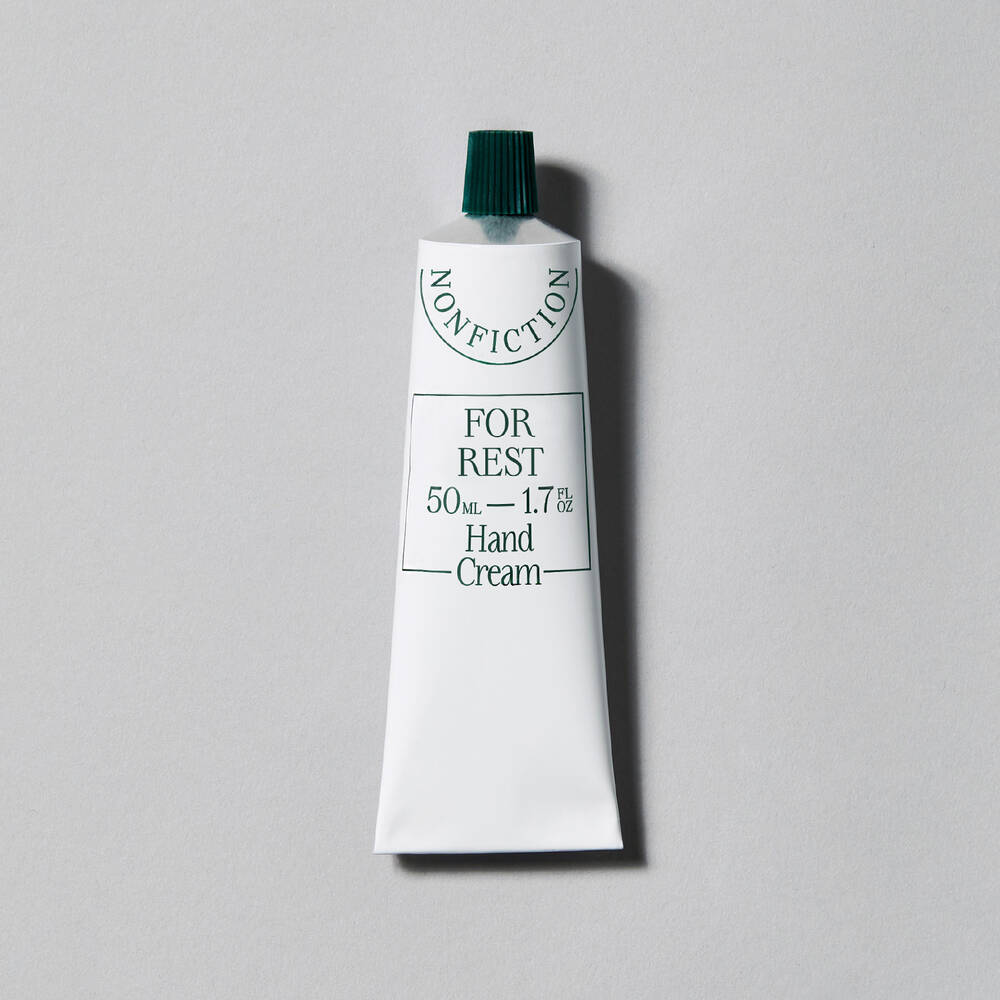 NONFICTION
FOR
REST
50ML — 1.7 FL OZ
Hand
Cream